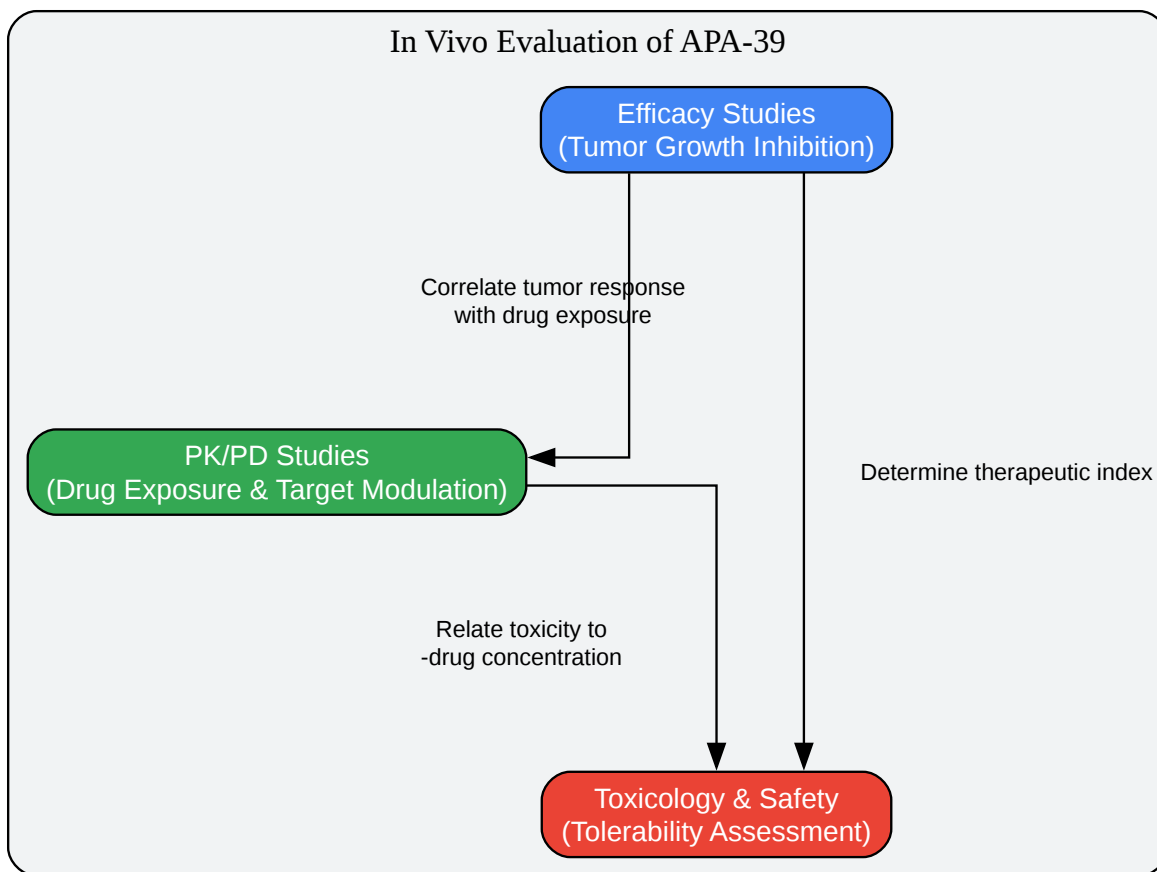 In Vivo Evaluation of APA-39
Efficacy Studies
(Tumor Growth Inhibition)
Correlate tumor response
with drug exposure
PK/PD Studies
(Drug Exposure & Target Modulation)
Determine therapeutic index
Relate toxicity to
-drug concentration
Toxicology & Safety
(Tolerability Assessment)